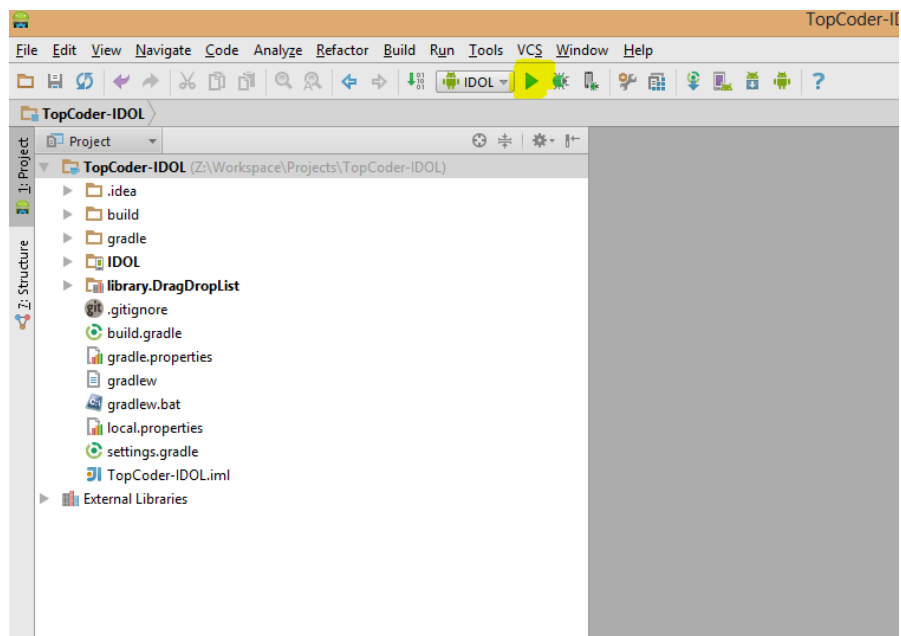 TopCoder-ID
File Edit View Navigate Code Analyze Refactor Build Run Tools VCS Window Help
IDOL
TopCoder-IDOL
Project
1: Project
7: Structure
TopCoder-IDOL (Z:\Workspace\Projects\TopCoder-IDOL)
.idea
build
gradle
IDOL
library.DragDropList
git .gitignore
build.gradle
gradle.properties
gradlew
gradlew.bat
local.properties
settings.gradle
TopCoder-IDOL.iml
External Libraries